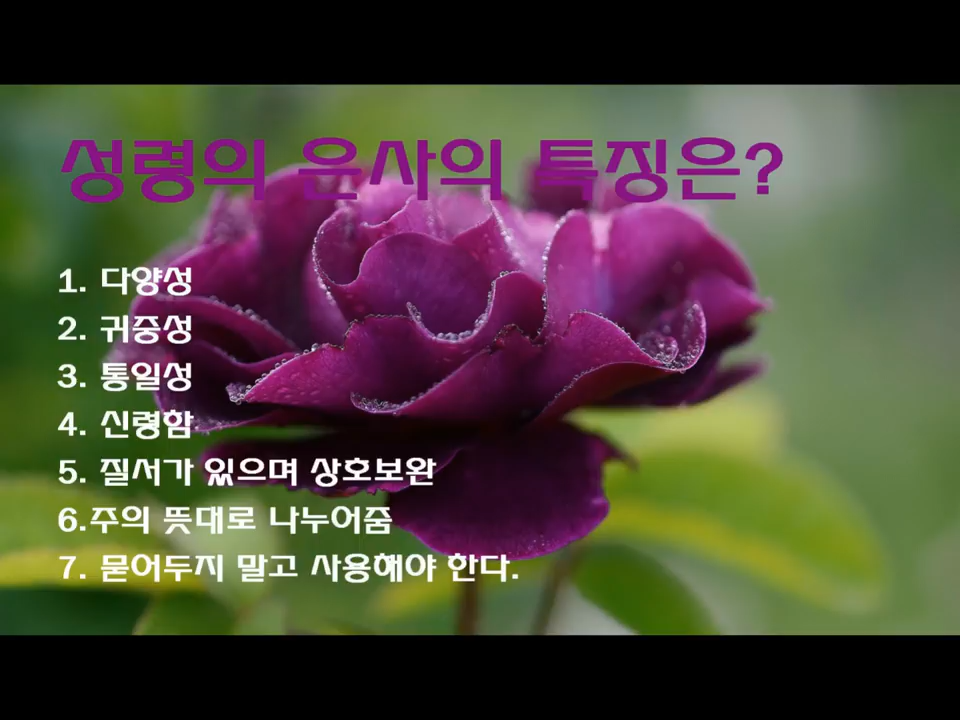 성령의 은사의 특징은?
1. 다양성
2. 귀중성
3. 통일성
4. 신령함
5. 질서가 있으며 상호보완
6.주의 뜻대로 나누어줌
7. 묻어두지 말고 사용해야 한다.